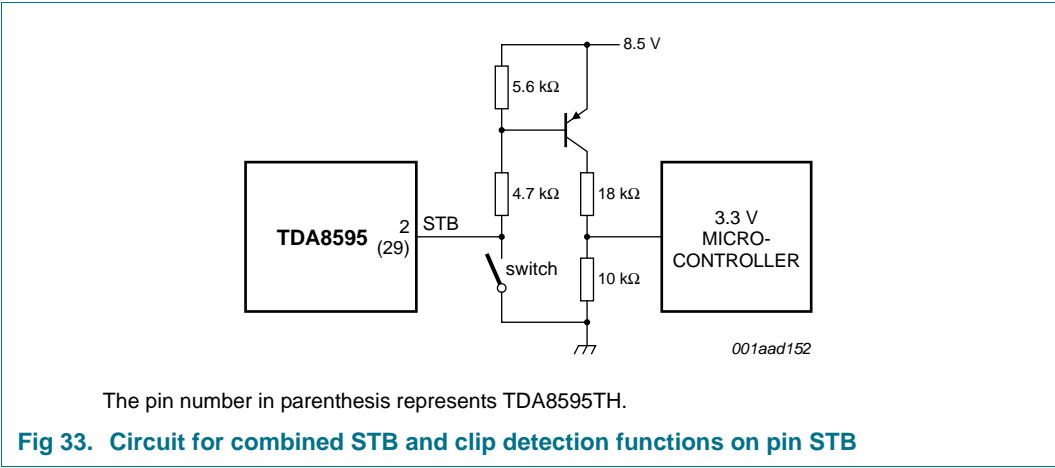 8.5 V
5.6 kΩ
4.7 kΩ
18 kΩ
TDA8595
2
(29)
STB
switch
10 kΩ
3.3 V
MICRO-
CONTROLLER
001aad152
The pin number in parenthesis represents TDA8595TH.
Fig 33. Circuit for combined STB and clip detection functions on pin STB